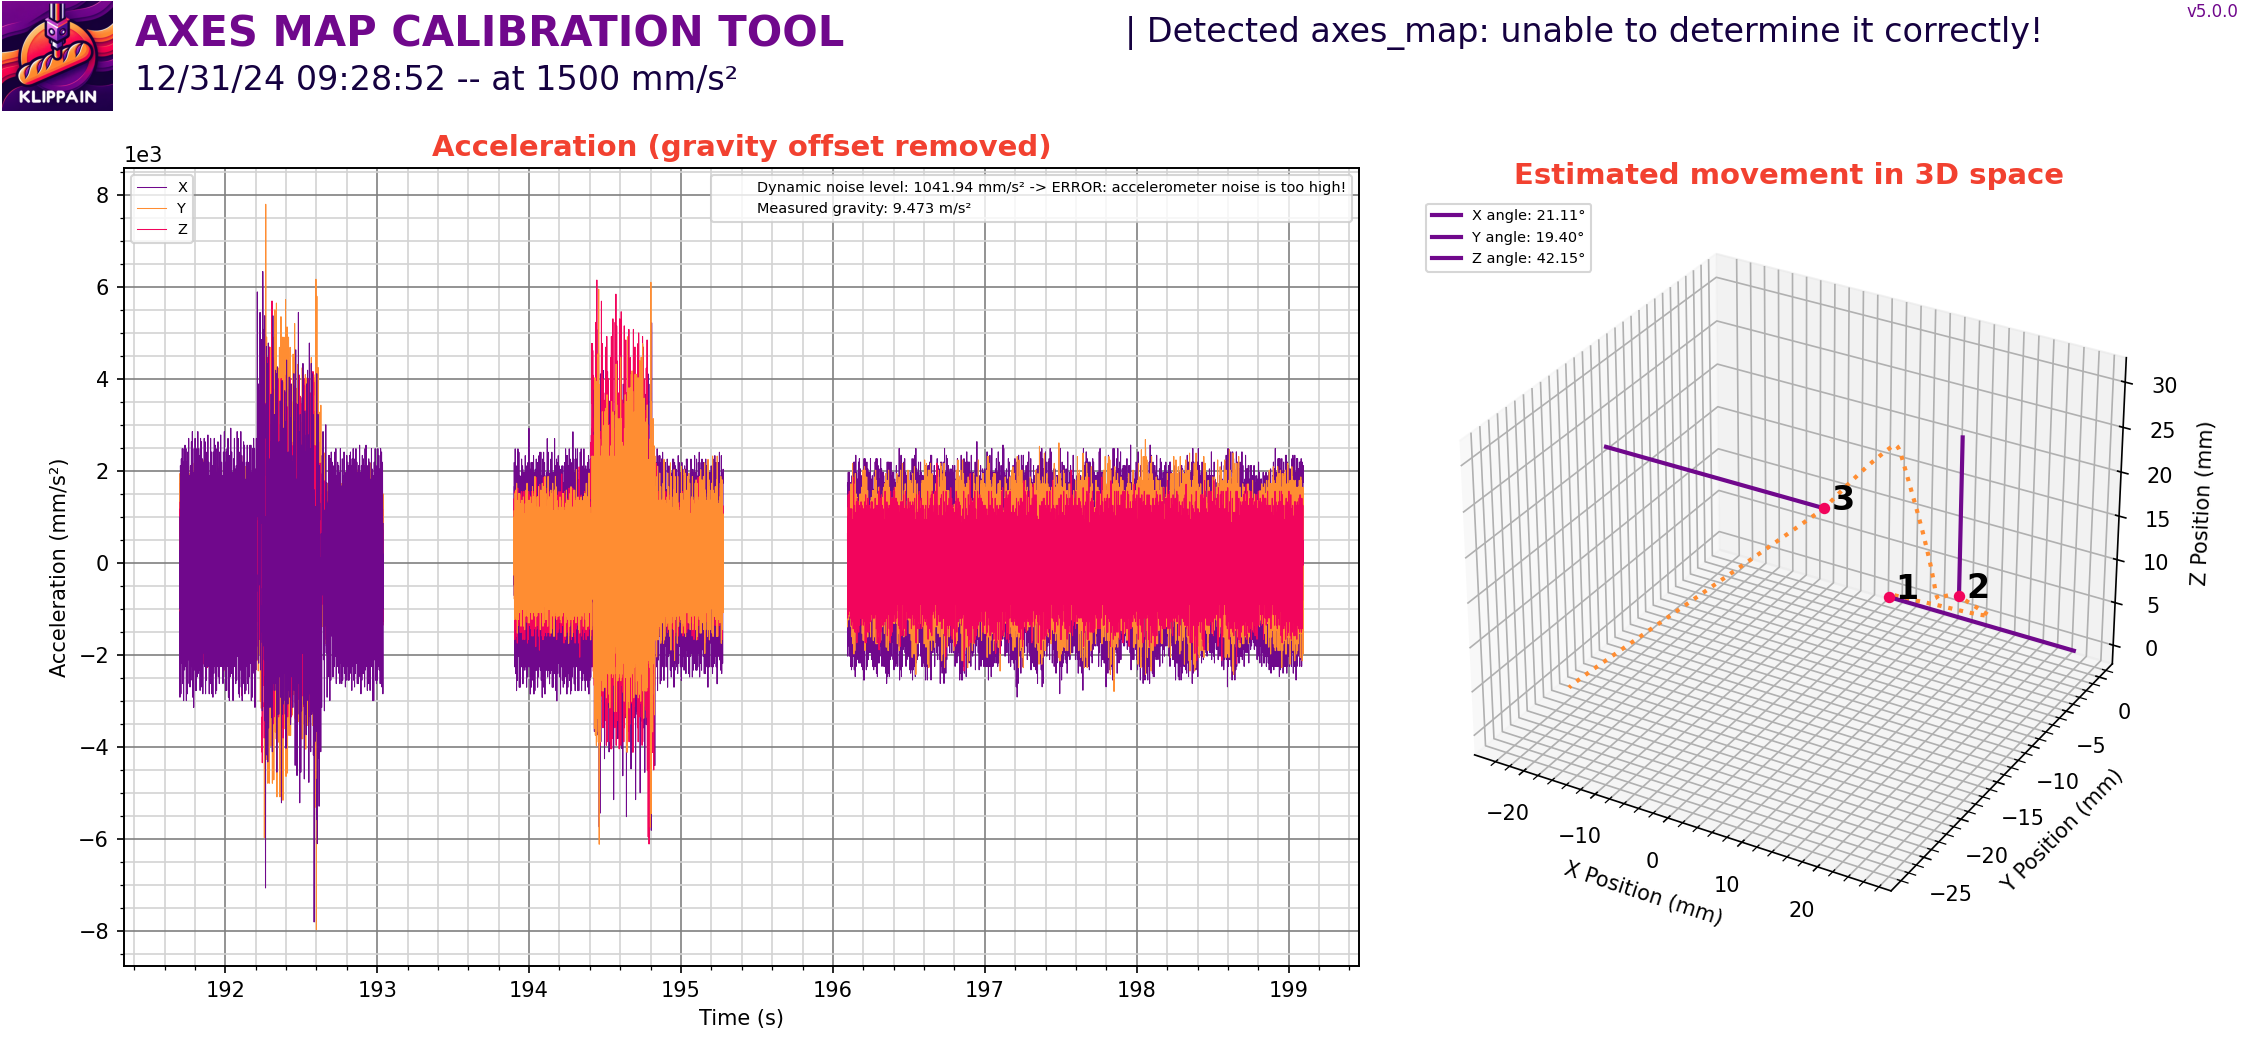 KLIPPAIN
AXES MAP CALIBRATION TOOL
12/31/24 09:28:52 -- at 1500 mm/s²
| Detected axes_map: unable to determine it correctly!
v5.0.0
Acceleration (gravity offset removed)
1e3
X
Y
Z
Dynamic noise level: 1041.94 mm/s² -> ERROR: accelerometer noise is too high!
Measured gravity: 9.473 m/s²
8
6
4
2
0
−2
−4
−6
−8
Acceleration (mm/s²)
192 193 194 195 196 197 198 199
Time (s)
Estimated movement in 3D space
X angle: 21.11°
Y angle: 19.40°
Z angle: 42.15°
3
1
2
30
25
20
15
10
5
0
Z Position (mm)
0
−5
−10
−15
−20
−25
Y Position (mm)
−20
−10
0
10
20
X Position (mm)